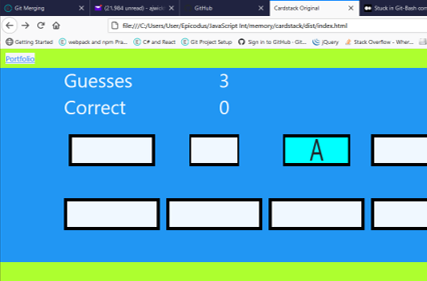 Git Merging
(21,984 unread) - ajweid
GitHub
Cardstack Original
Stuck in Git-Bash com
file:///C:/Users/User/Epicodus/JavaScript Int/memory/cardstack/dist/index.html
Getting Started
webpack and npm Pra...
C# and React
Git Project Setup
Sign in to GitHub · Git...
jQuery
Stack Overflow - Wher...
Portfolio
Guesses 3
Correct 0
A